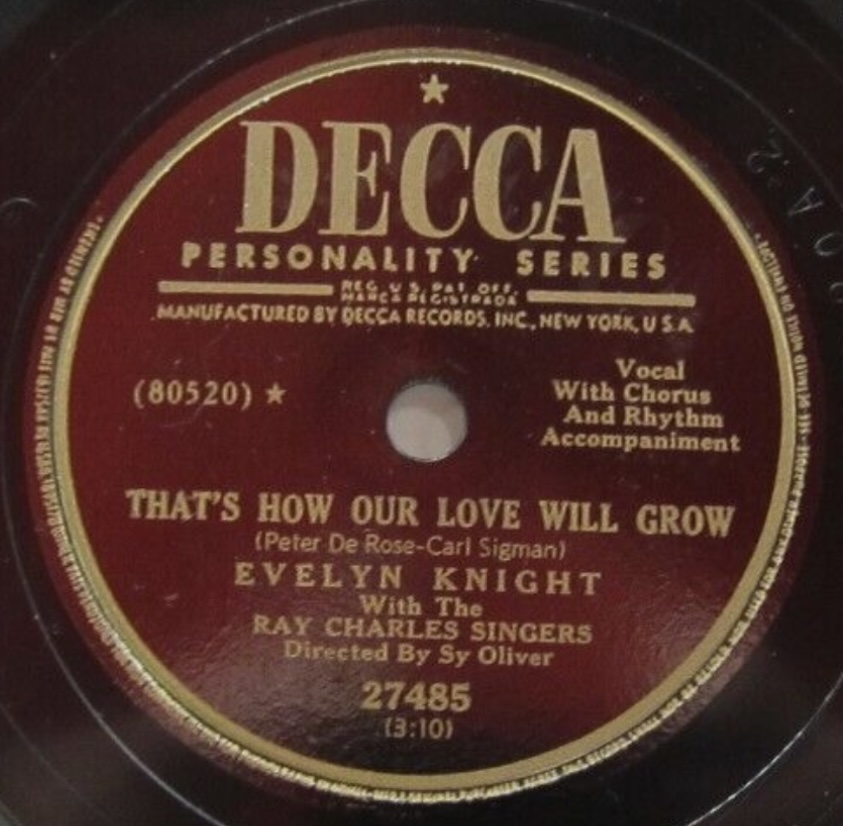 DECCA
PERSONALITY SERIES
REG. U. S. PAT. OFF.
MARCA REGISTRADA
MANUFACTURED BY DECCA RECORDS, INC., NEW YORK, U S A
(80520) ★
Vocal
With Chorus
And Rhythm
Accompaniment
THAT'S HOW OUR LOVE WILL GROW
(Peter De Rose-Carl Sigman)
EVELYN KNIGHT
With The
RAY CHARLES SINGERS
Directed By Sy Oliver
27485
(3:10)